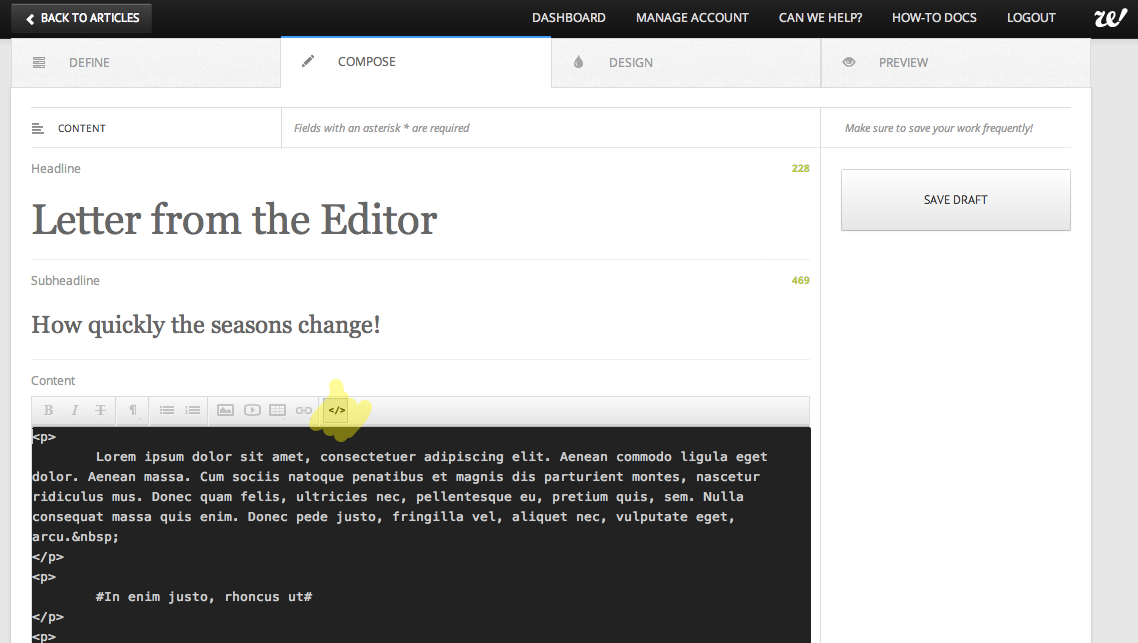 BACK TO ARTICLES
DASHBOARD MANAGE ACCOUNT CAN WE HELP? HOW-TO DOCS LOGOUT w!
DEFINE COMPOSE DESIGN PREVIEW
CONTENT Fields with an asterisk * are required Make sure to save your work frequently!
Headline 228
SAVE DRAFT
Letter from the Editor
Subheadline 469
How quickly the seasons change!
Content
B I T ¶ </>
<p>
Lorem ipsum dolor sit amet, consectetuer adipiscing elit. Aenean commodo ligula eget
dolor. Aenean massa. Cum sociis natoque penatibus et magnis dis parturient montes, nascetur
ridiculus mus. Donec quam felis, ultricies nec, pellentesque eu, pretium quis, sem. Nulla
consequat massa quis enim. Donec pede justo, fringilla vel, aliquet nec, vulputate eget,
arcu.&nbsp;
</p>
<p>
#In enim justo, rhoncus ut#
</p>
<p>